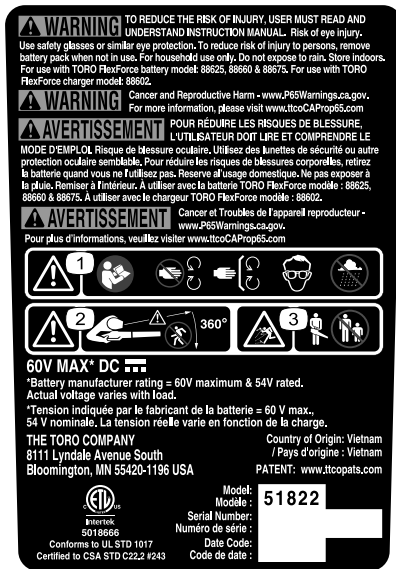 WARNING TO REDUCE THE RISK OF INJURY, USER MUST READ AND
UNDERSTAND INSTRUCTION MANUAL. Risk of eye injury.
Use safety glasses or similar eye protection. To reduce risk of injury to persons, remove
battery pack when not in use. For household use only. Do not expose to rain. Store indoors.
For use with TORO FlexForce battery model: 88625, 88660 & 88675. For use with TORO
FlexForce charger model: 88602.
WARNING Cancer and Reproductive Harm - www.P65Warnings.ca.gov.
For more information, please visit www.ttcoCAProp65.com
AVERTISSEMENT POUR RÉDUIRE LES RISQUES DE BLESSURE,
L'UTILISATEUR DOIT LIRE ET COMPRENDRE LE
MODE D'EMPLOI. Risque de blessure oculaire. Utilisez des lunettes de sécurité ou autre
protection oculaire semblable. Pour réduire les risques de blessures corporelles, retirez
la batterie quand vous ne l'utilisez pas. Reserve al'usage domestique. Ne pas exposer à
la pluie. Remiser à l'intérieur. À utiliser avec la batterie TORO FlexForce modèle : 88625,
88660 & 88675. À utiliser avec le chargeur TORO FlexForce modèle : 88602.
AVERTISSEMENT Cancer et Troubles de l'appareil reproducteur -
www.P65Warnings.ca.gov.
Pour plus d'informations, veuillez visiter www.ttcoCAProp65.com
1
2
360°
3
60V MAX* DC
*Battery manufacturer rating = 60V maximum & 54V rated.
Actual voltage varies with load.
*Tension indiquée par le fabricant de la batterie = 60 V max.,
54 V nominale. La tension réelle varie en fonction de la charge.
THE TORO COMPANY
8111 Lyndale Avenue South
Bloomington, MN 55420-1196 USA
Country of Origin: Vietnam
/ Pays d'origine : Vietnam
PATENT: www.ttcopats.com
C ETL US
Intertek
5018666
Conforms to UL STD 1017
Certified to CSA STD C22.2 #243
Model:
Modèle : 51822
Serial Number:
Numéro de série :
Date Code:
Code de date :